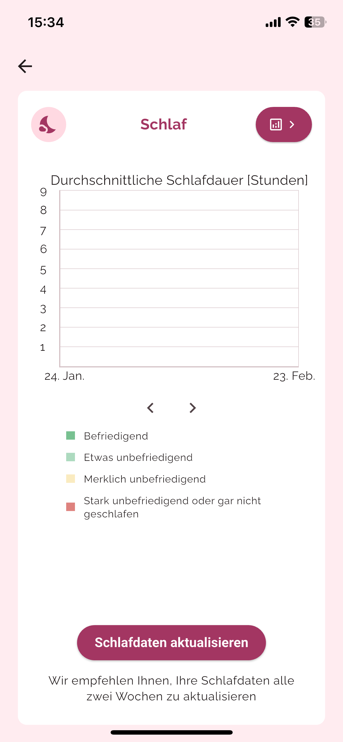 15:34
35
Schlaf
Durchschnittliche Schlafdauer [Stunden]
9
8
7
6
5
4
3
2
1
24. Jan.
23. Feb.
Befriedigend
Etwas unbefriedigend
Merklich unbefriedigend
Stark unbefriedigend oder gar nicht
geschlafen
Schlafdaten aktualisieren
Wir empfehlen Ihnen, Ihre Schlafdaten alle
zwei Wochen zu aktualisieren